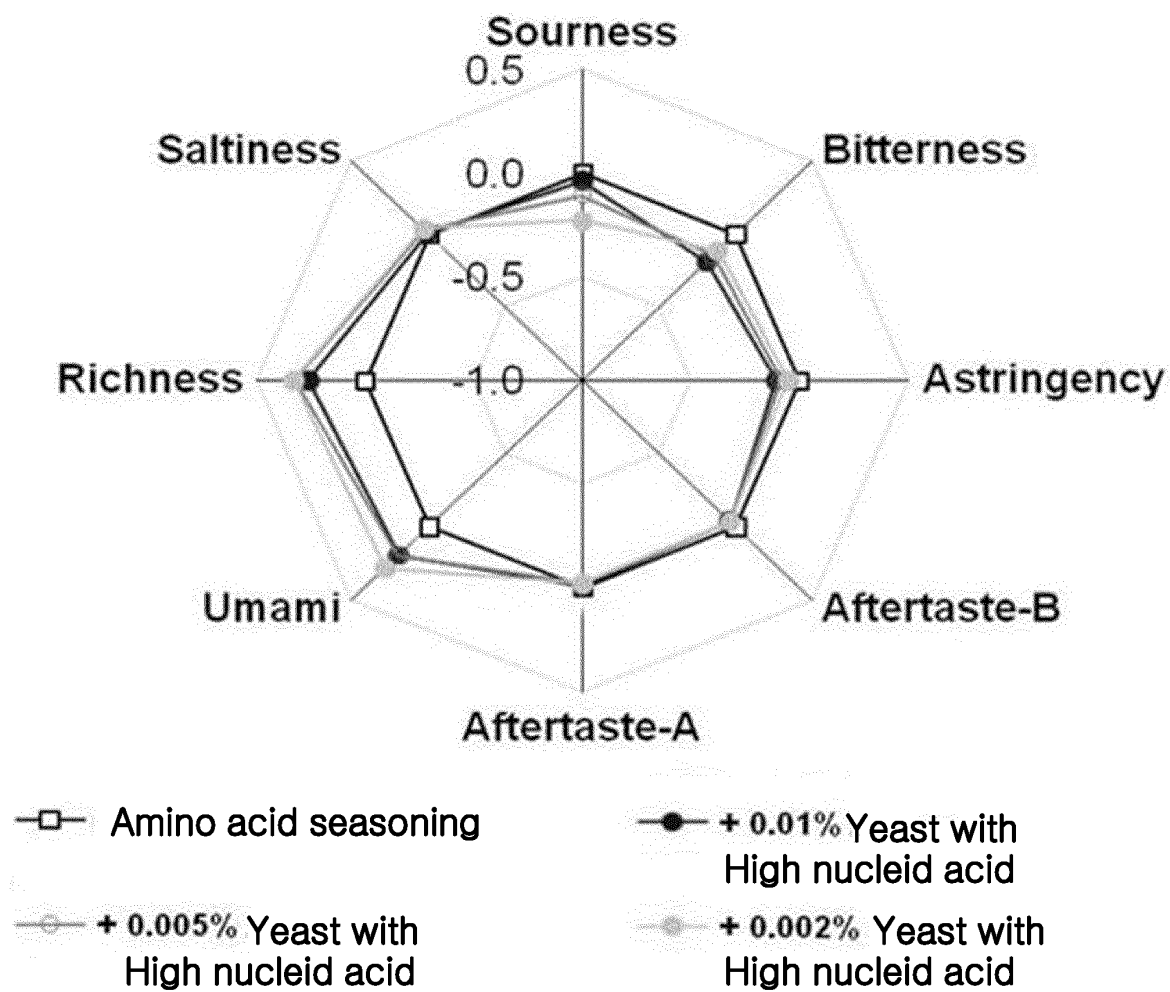 Sourness
0.5
Saltiness
Bitterness
0.0
-0.5
Richness
-1.0
Astringency
Umami
Aftertaste-B
Aftertaste-A
Amino acid seasoning
+ 0.01% Yeast with
High nucleid acid
+ 0.005% Yeast with
High nucleid acid
+ 0.002% Yeast with
High nucleid acid